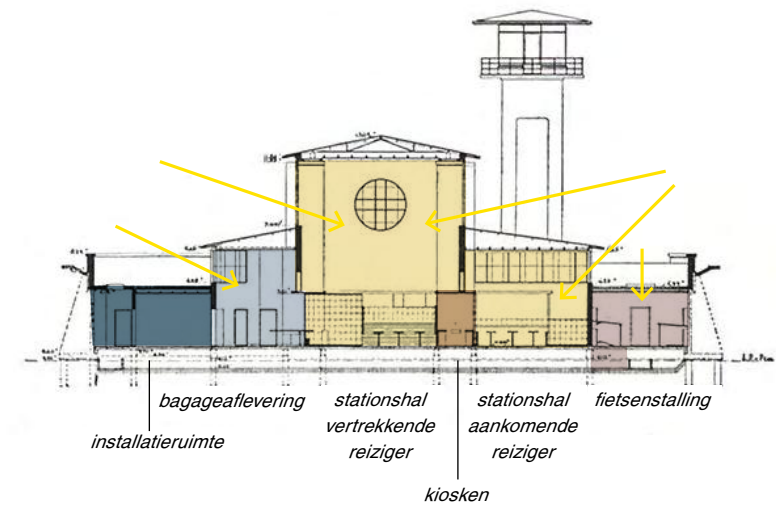 bagageaflevering
stationshal
vertrekkende
reiziger
stationshal
aankomende
reiziger
fietsenstalling
installatieruimte
kiosken